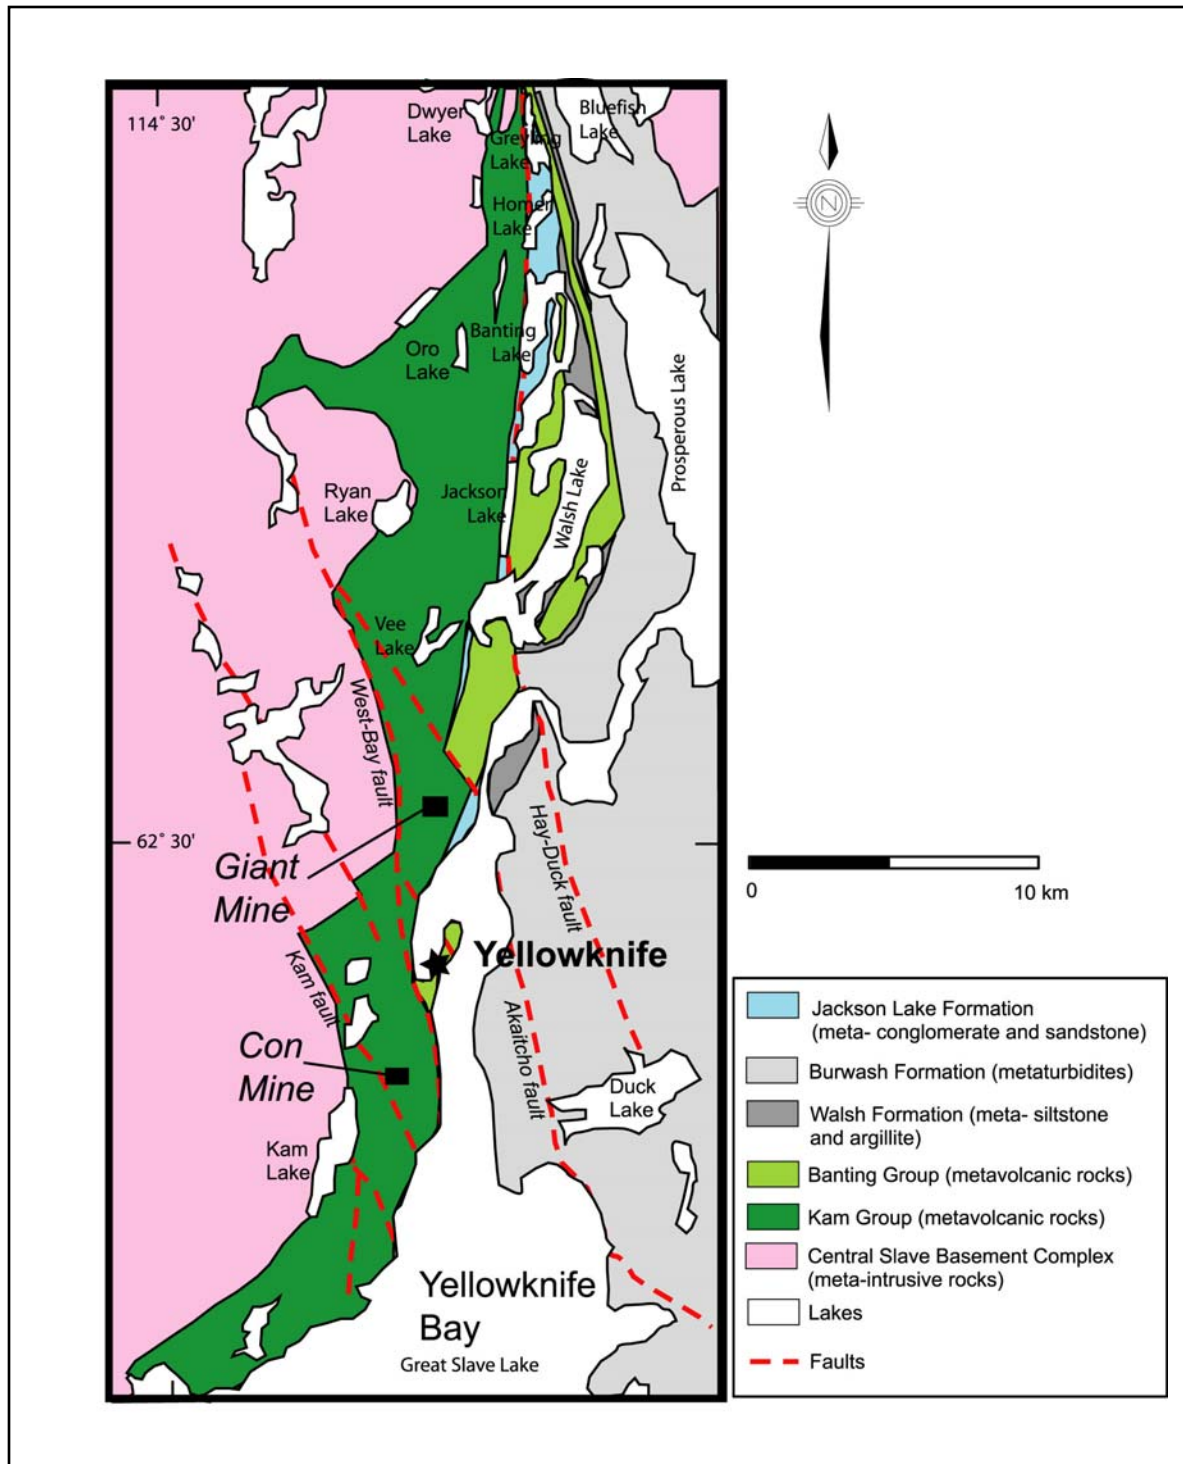 114° 30'
Dwyer
Lake
Bluefish
Lake
Greyling
Lake
N
Homer
Lake
Banting
Lake
Oro
Lake
Prosperous Lake
Ryan
Lake
Jackson
Lake
Walsh Lake
Vee
Lake
West-Bay fault
62° 30'
Hay-Duck fault
Giant
Mine
0
10 km
Yellowknife
Kam fault
Akaitcho fault
Con
Mine
Duck
Lake
Kam
Lake
Yellowknife
Bay
Great Slave Lake
Jackson Lake Formation
(meta- conglomerate and sandstone)
Burwash Formation (metaturbidites)
Walsh Formation (meta- siltstone
and argillite)
Banting Group (metavolcanic rocks)
Kam Group (metavolcanic rocks)
Central Slave Basement Complex
(meta-intrusive rocks)
Lakes
Faults